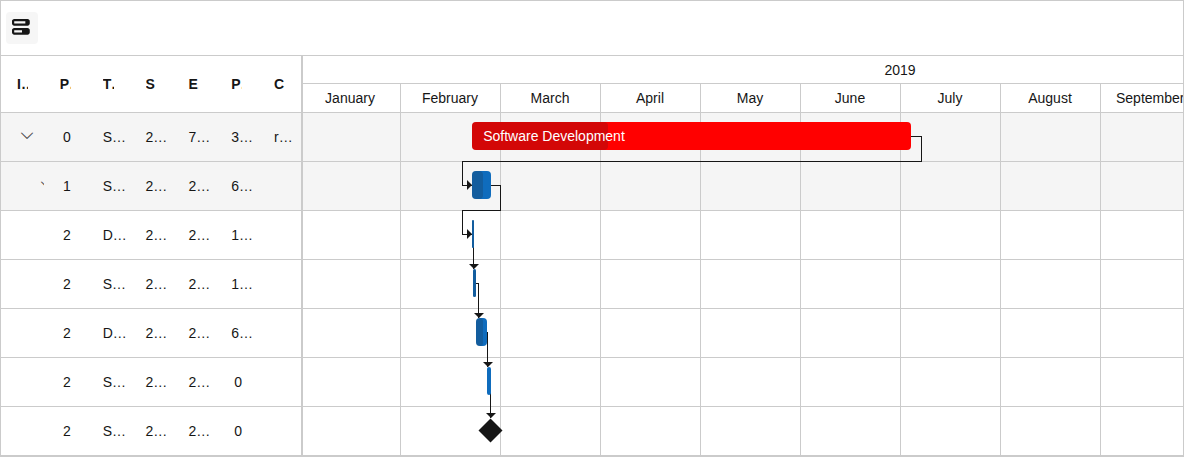 2019
I.. P. T. S E P C
January February March April May June July August September
0 S... 2... 7... 3... r...
Software Development
1 S... 2... 2... 6...
2 D... 2... 2... 1...
2 S... 2... 2... 1...
2 D... 2... 2... 6...
2 S... 2... 2... 0
2 S... 2... 2... 0